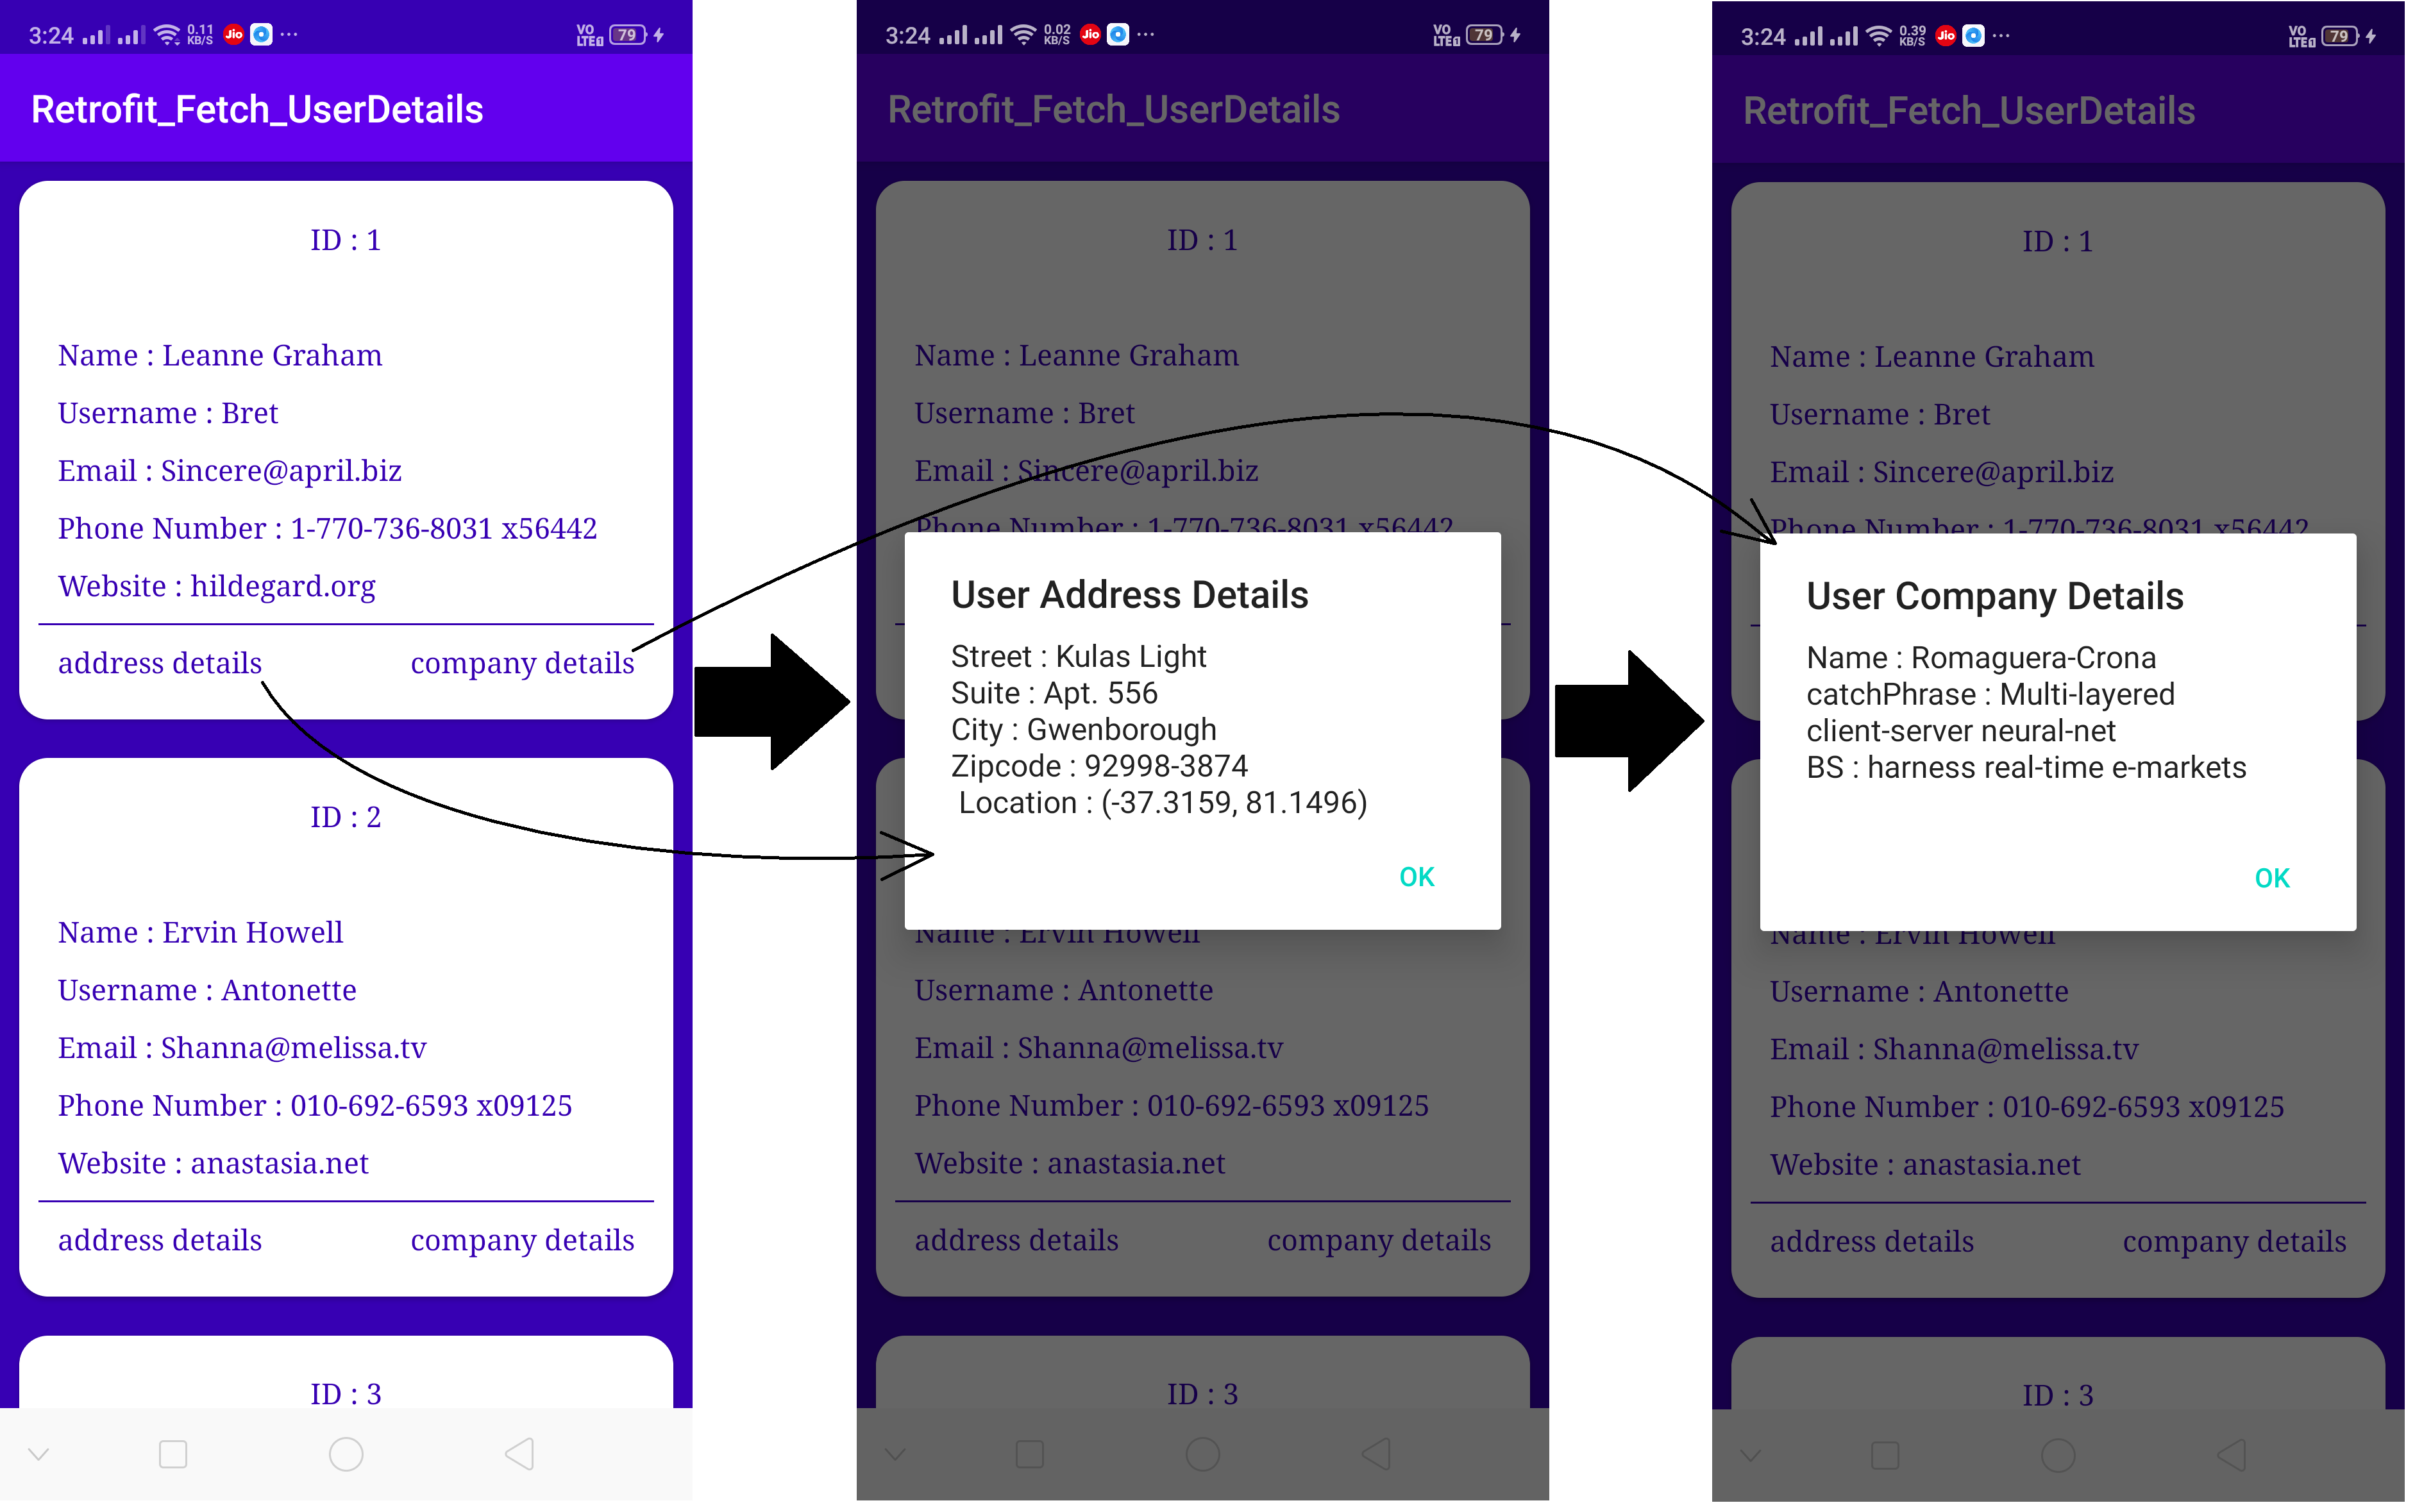 3:24 0.11 KB/S Jio ... VO LTE 79
Retrofit_Fetch_UserDetails
ID : 1
Name : Leanne Graham
Username : Bret
Email : Sincere@april.biz
Phone Number : 1-770-736-8031 x56442
Website : hildegard.org
address details company details
ID : 2
Name : Ervin Howell
Username : Antonette
Email : Shanna@melissa.tv
Phone Number : 010-692-6593 x09125
Website : anastasia.net
address details company details
ID : 3
3:24 0.02 KB/S Jio ... VO LTE 79
Retrofit_Fetch_UserDetails
ID : 1
Name : Leanne Graham
Username : Bret
Email : Sincere@april.biz
Phone Number : 1-770-736-8031 x56442
User Address Details
Street : Kulas Light
Suite : Apt. 556
City : Gwenborough
Zipcode : 92998-3874
Location : (-37.3159, 81.1496)
OK
Name : Ervin Howell
Username : Antonette
Email : Shanna@melissa.tv
Phone Number : 010-692-6593 x09125
Website : anastasia.net
address details company details
ID : 3
3:24 0.39 KB/S Jio ... VO LTE 79
Retrofit_Fetch_UserDetails
ID : 1
Name : Leanne Graham
Username : Bret
Email : Sincere@april.biz
Phone Number : 1-770-736-8031 x56442
User Company Details
Name : Romaguera-Crona
catchPhrase : Multi-layered
client-server neural-net
BS : harness real-time e-markets
OK
Name : Ervin Howell
Username : Antonette
Email : Shanna@melissa.tv
Phone Number : 010-692-6593 x09125
Website : anastasia.net
address details company details
ID : 3